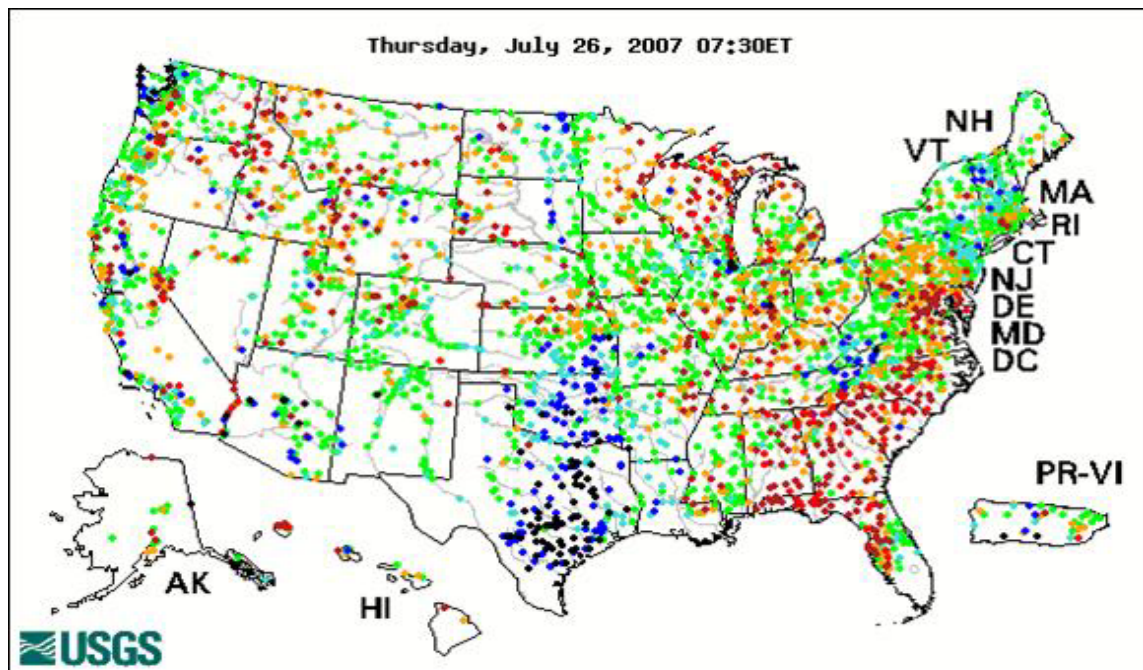 Thursday, July 26, 2007 07:30ET
NH
VT
MA
RI
CT
NJ
DE
MD
DC
PR-VI
AK
HI
USGS